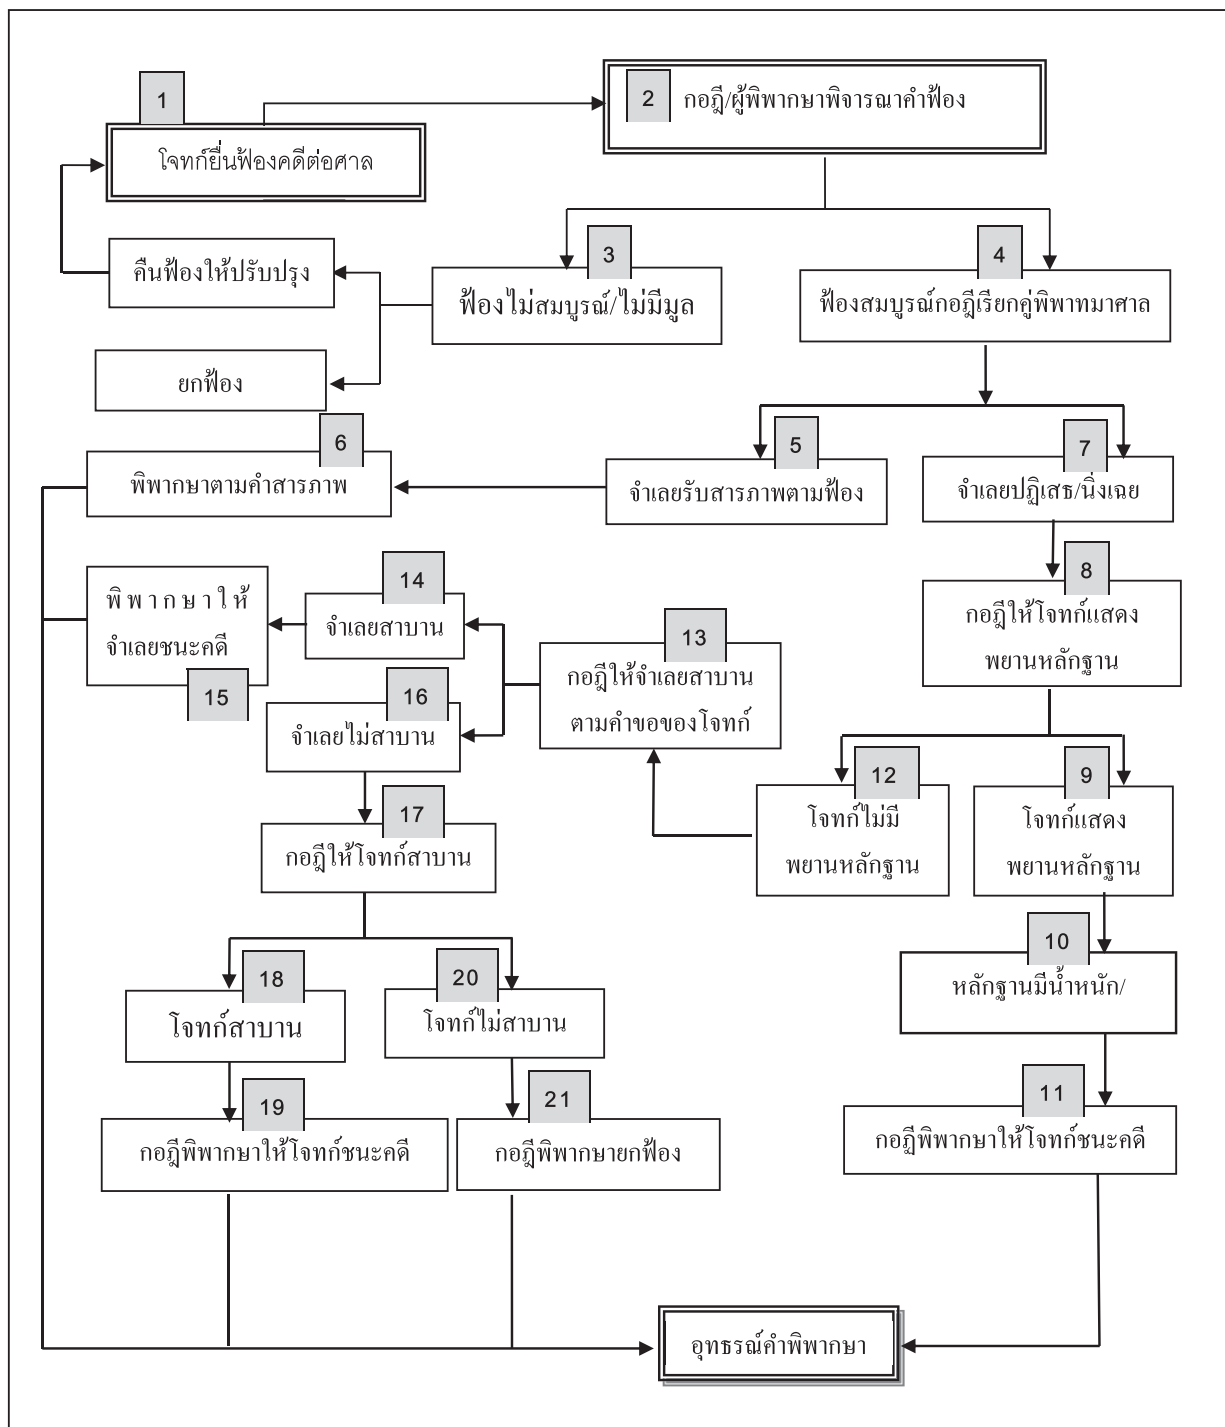 1
โจทก์ยื่นฟ้องคดีต่อศาล
2
กอฎี/ผู้พิพากษาพิจารณาคำฟ้อง
3
ฟ้องไม่สมบูรณ์/ไม่มีมูล
คืนฟ้องให้ปรับปรุง
ยกฟ้อง
4
ฟ้องสมบูรณ์กอฎีเรียกคู่พิพาทมาศาล
5
จำเลยรับสารภาพตามฟ้อง
6
พิพากษาตามคำสารภาพ
7
จำเลยปฏิเสธ/นิ่งเฉย
8
กอฎีให้โจทก์แสดง
พยานหลักฐาน
9
โจทก์แสดง
พยานหลักฐาน
10
หลักฐานมีน้ำหนัก/
11
กอฏีพิพากษาให้โจทก์ชนะคดี
12
โจทก์ไม่มี
พยานหลักฐาน
13
กอฎีให้จำเลยสาบาน
ตามคำขอของโจทก์
14
จำเลยสาบาน
พิพากษาให้
จำเลยชนะคดี
15
16
จำเลยไม่สาบาน
17
กอฎีให้โจทก์สาบาน
18
โจทก์สาบาน
19
กอฎีพิพากษาให้โจทก์ชนะคดี
20
โจทก์ไม่สาบาน
21
กอฎีพิพากษายกฟ้อง
อุทธรณ์คำพิพากษา